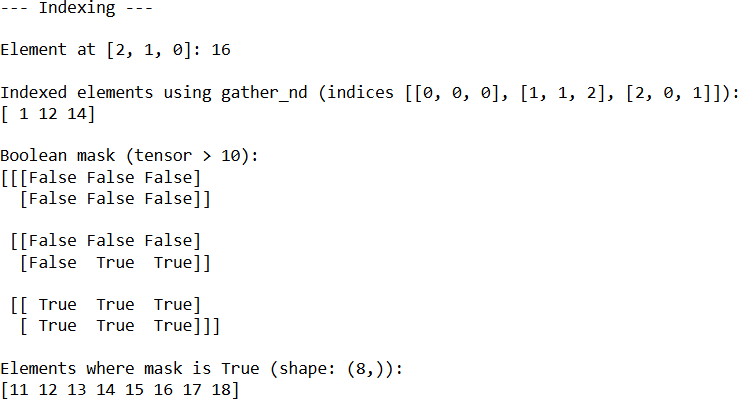 --- Indexing ---
Element at [2, 1, 0]: 16
Indexed elements using gather_nd (indices [[0, 0, 0], [1, 1, 2], [2, 0, 1]]):
[ 1 12 14]
Boolean mask (tensor > 10):
[[[False False False]
  [False False False]]
 [[False False False]
  [False  True  True]]
 [[ True  True  True]
  [ True  True  True]]]
Elements where mask is True (shape: (8,)):
[11 12 13 14 15 16 17 18]